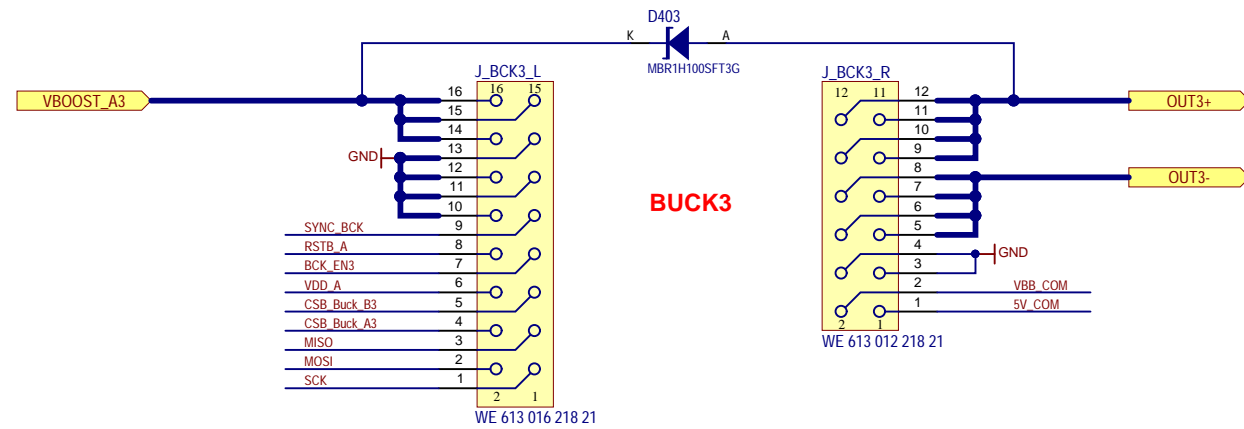 D403
K A
MBR1H100SFT3G
J_BCK3_L
J_BCK3_R
VBOOST_A3
16
15
14
13
12
11
10
9
8
7
6
5
4
3
2
1
16 15
2 1
GND
SYNC_BCK
RSTB_A
BCK_EN3
VDD_A
CSB_Buck_B3
CSB_Buck_A3
MISO
MOSI
SCK
WE 613 016 218 21
BUCK3
12 11
2 1
12
11
10
9
8
7
6
5
4
3
2
1
OUT3+
OUT3-
GND
VBB_COM
5V_COM
WE 613 012 218 21